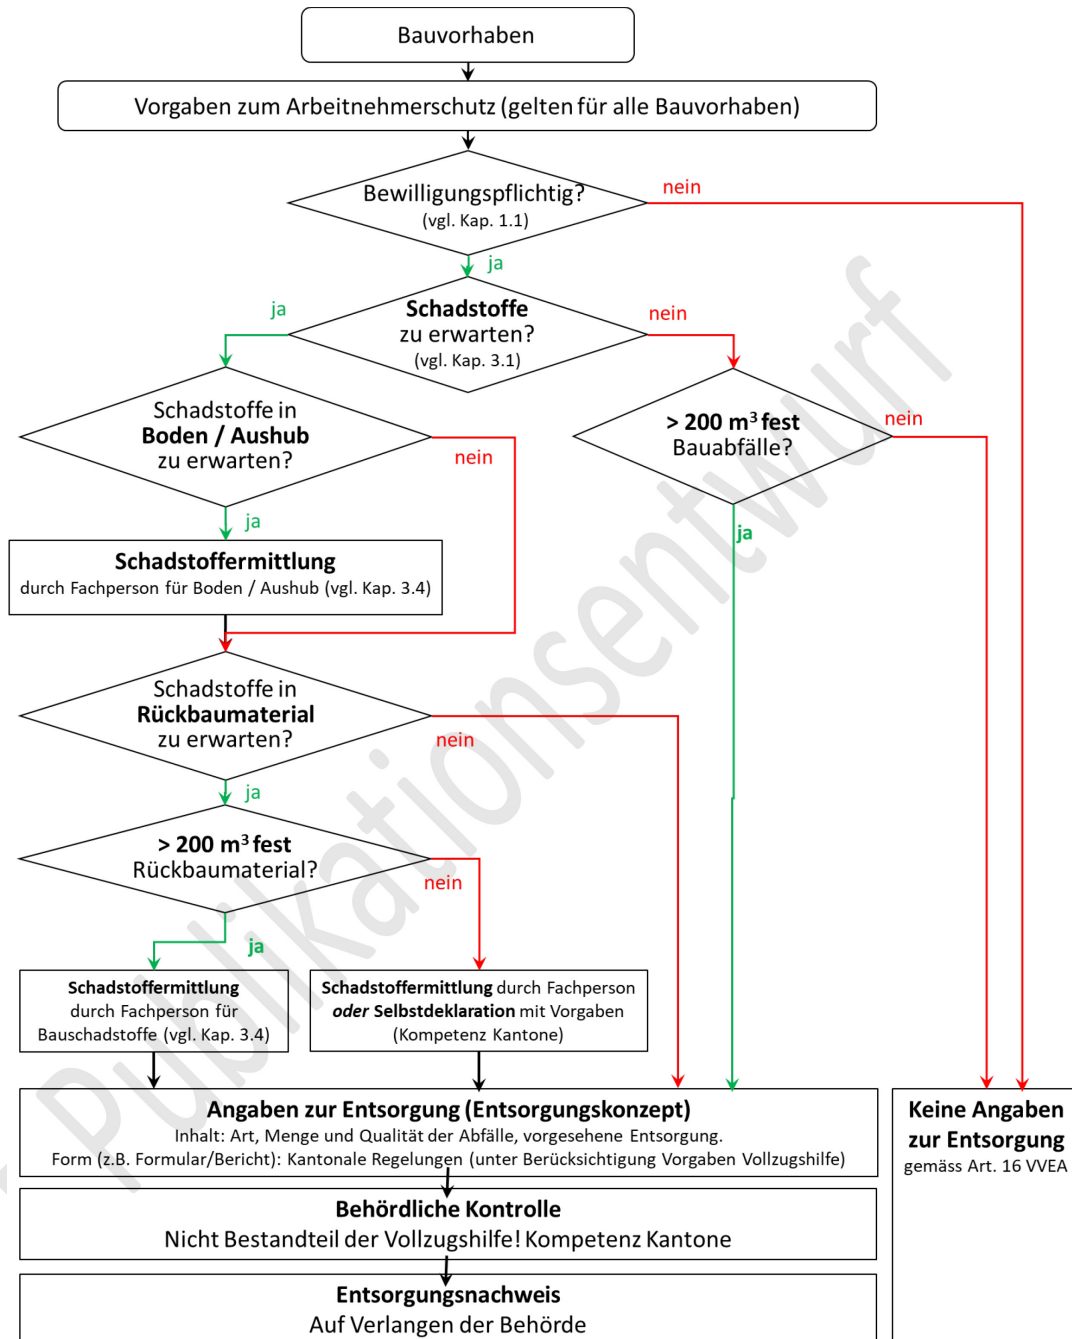 Bauvorhaben
Vorgaben zum Arbeitnehmerschutz (gelten für alle Bauvorhaben)
Bewilligungspflichtig?
(vgl. Kap. 1.1)
nein
ja
Schadstoffe
zu erwarten?
(vgl. Kap. 3.1)
ja
nein
Schadstoffe in
Boden / Aushub
zu erwarten?
nein
ja
> 200 m³ fest
Bauabfälle?
nein
ja
Schadstoffermittlung
durch Fachperson für Boden / Aushub (vgl. Kap. 3.4)
Schadstoffe in
Rückbaumaterial
zu erwarten?
nein
ja
> 200 m³ fest
Rückbaumaterial?
nein
ja
Schadstoffermittlung
durch Fachperson für
Bauschadstoffe (vgl. Kap. 3.4)
Schadstoffermittlung durch Fachperson
oder Selbstdeklaration mit Vorgaben
(Kompetenz Kantone)
Angaben zur Entsorgung (Entsorgungskonzept)
Inhalt: Art, Menge und Qualität der Abfälle, vorgesehene Entsorgung.
Form (z.B. Formular/Bericht): Kantonale Regelungen (unter Berücksichtigung Vorgaben Vollzugshilfe)
Keine Angaben
zur Entsorgung
gemäss Art. 16 VVEA
Behördliche Kontrolle
Nicht Bestandteil der Vollzugshilfe! Kompetenz Kantone
Entsorgungsnachweis
Auf Verlangen der Behörde
Publikationsentwurf